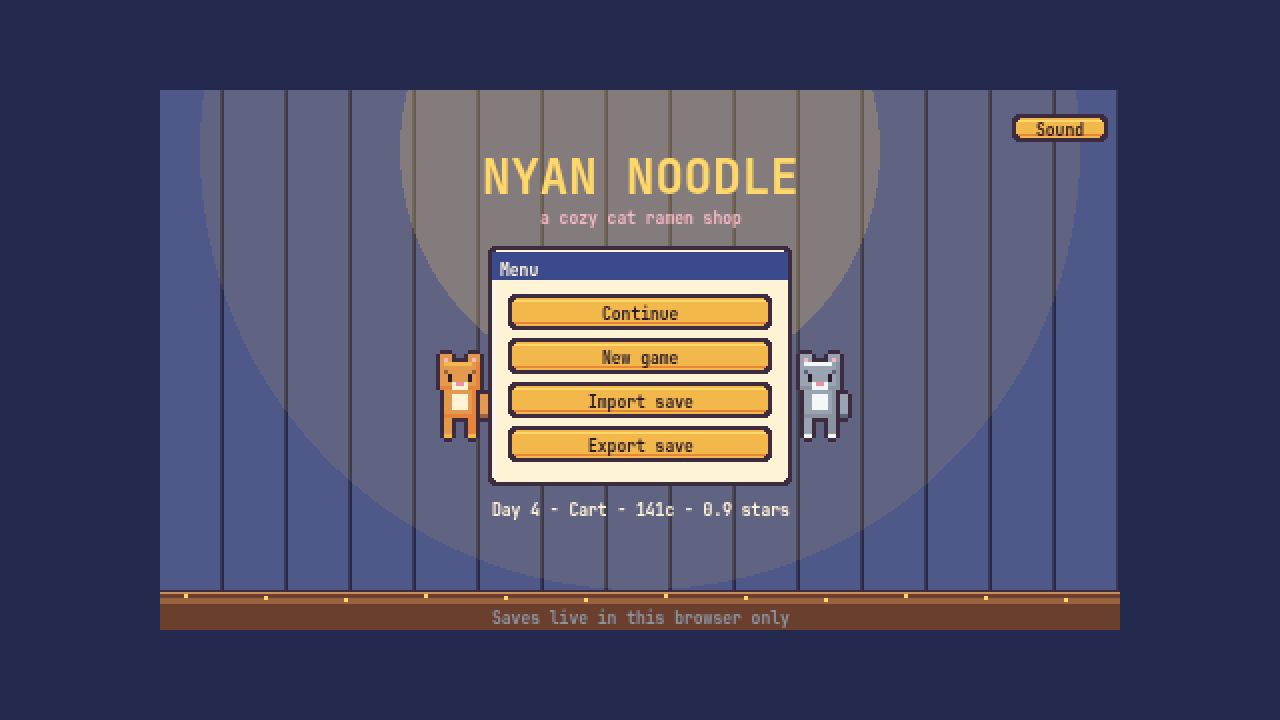 Sound
NYAN NOODLE
a cozy cat ramen shop
Menu
Continue
New game
Import save
Export save
Day 4 - Cart - 141c - 0.9 stars
Saves live in this browser only